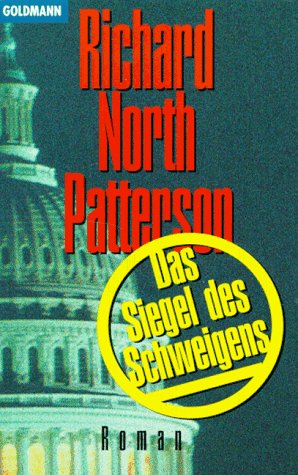 GOLDMANN
Richard
North
Patterson
Das
Siegel des
Schweigens
Roman